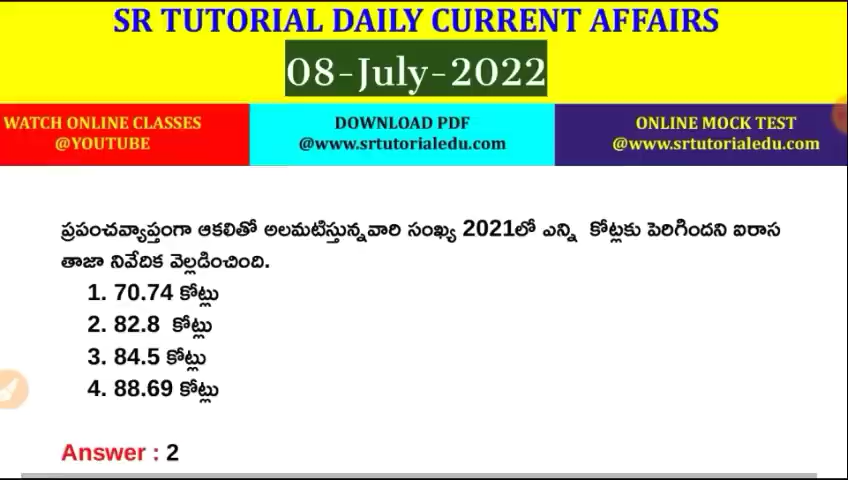 SR TUTORIAL DAILY CURRENT AFFAIRS
08-July-2022
WATCH ONLINE CLASSES
@YOUTUBE
DOWNLOAD PDF
@www.srtutorialedu.com
ONLINE MOCK TEST
@www.srtutorialedu.com
ప్రపంచవ్యాప్తంగా ఆకలితో అలమటిస్తున్నవారి సంఖ్య 2021లో ఎన్ని కోట్లకు పెరిగిందని ఐరాస
తాజా నివేదిక వెల్లడించింది.
1. 70.74 కోట్లు
2. 82.8 కోట్లు
3. 84.5 కోట్లు
4. 88.69 కోట్లు
Answer : 2